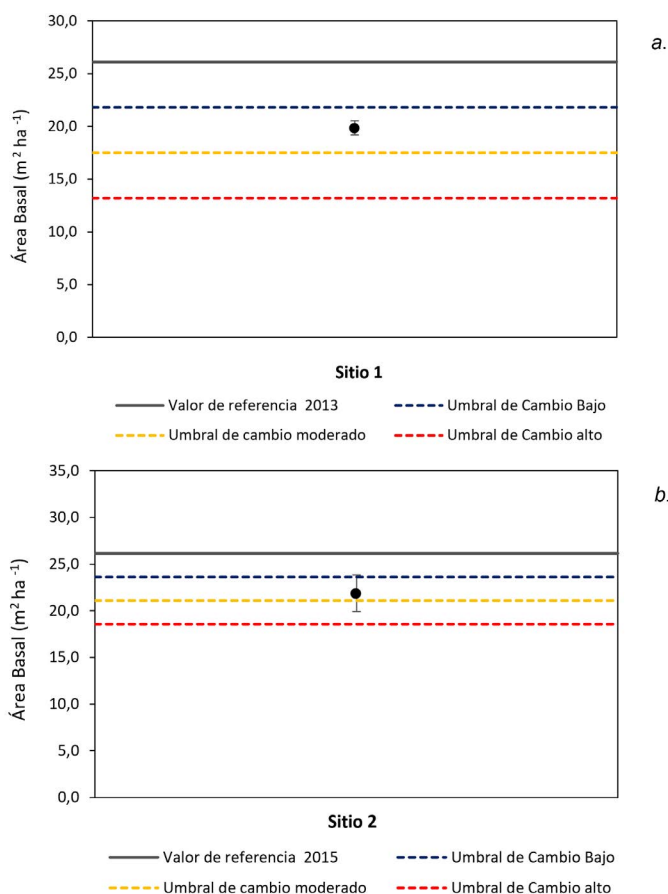 a.
30,0
25,0
20,0
15,0
10,0
5,0
0,0
Área Basal (m² ha⁻¹)
Sitio 1
Valor de referencia 2013 Umbral de Cambio Bajo
Umbral de cambio moderado Umbral de Cambio alto
b.
35,0
30,0
25,0
20,0
15,0
10,0
5,0
0,0
Área Basal (m² ha⁻¹)
Sitio 2
Valor de referencia 2015 Umbral de Cambio Bajo
Umbral de cambio moderado Umbral de Cambio alto